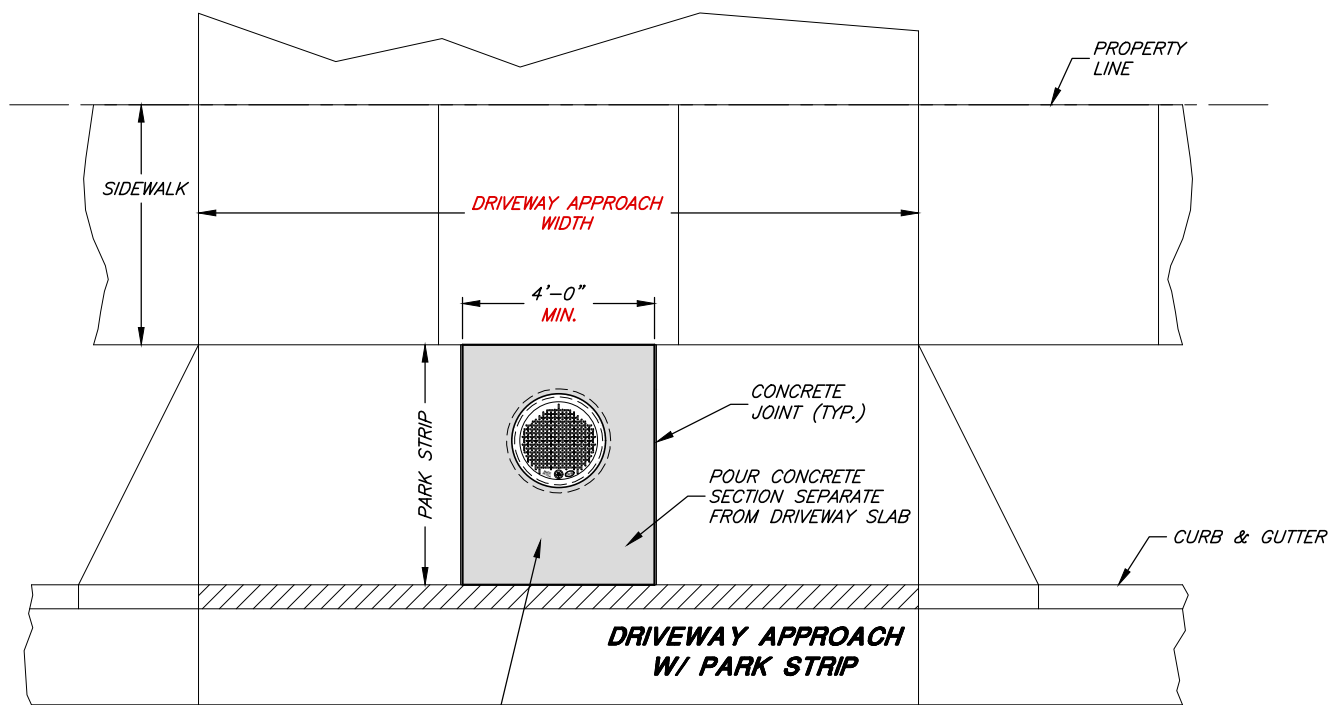 PROPERTY
LINE
SIDEWALK
DRIVEWAY APPROACH
WIDTH
4'-0"
MIN.
PARK STRIP
CONCRETE
JOINT (TYP.)
POUR CONCRETE
SECTION SEPARATE
FROM DRIVEWAY SLAB
CURB & GUTTER
DRIVEWAY APPROACH
W/ PARK STRIP